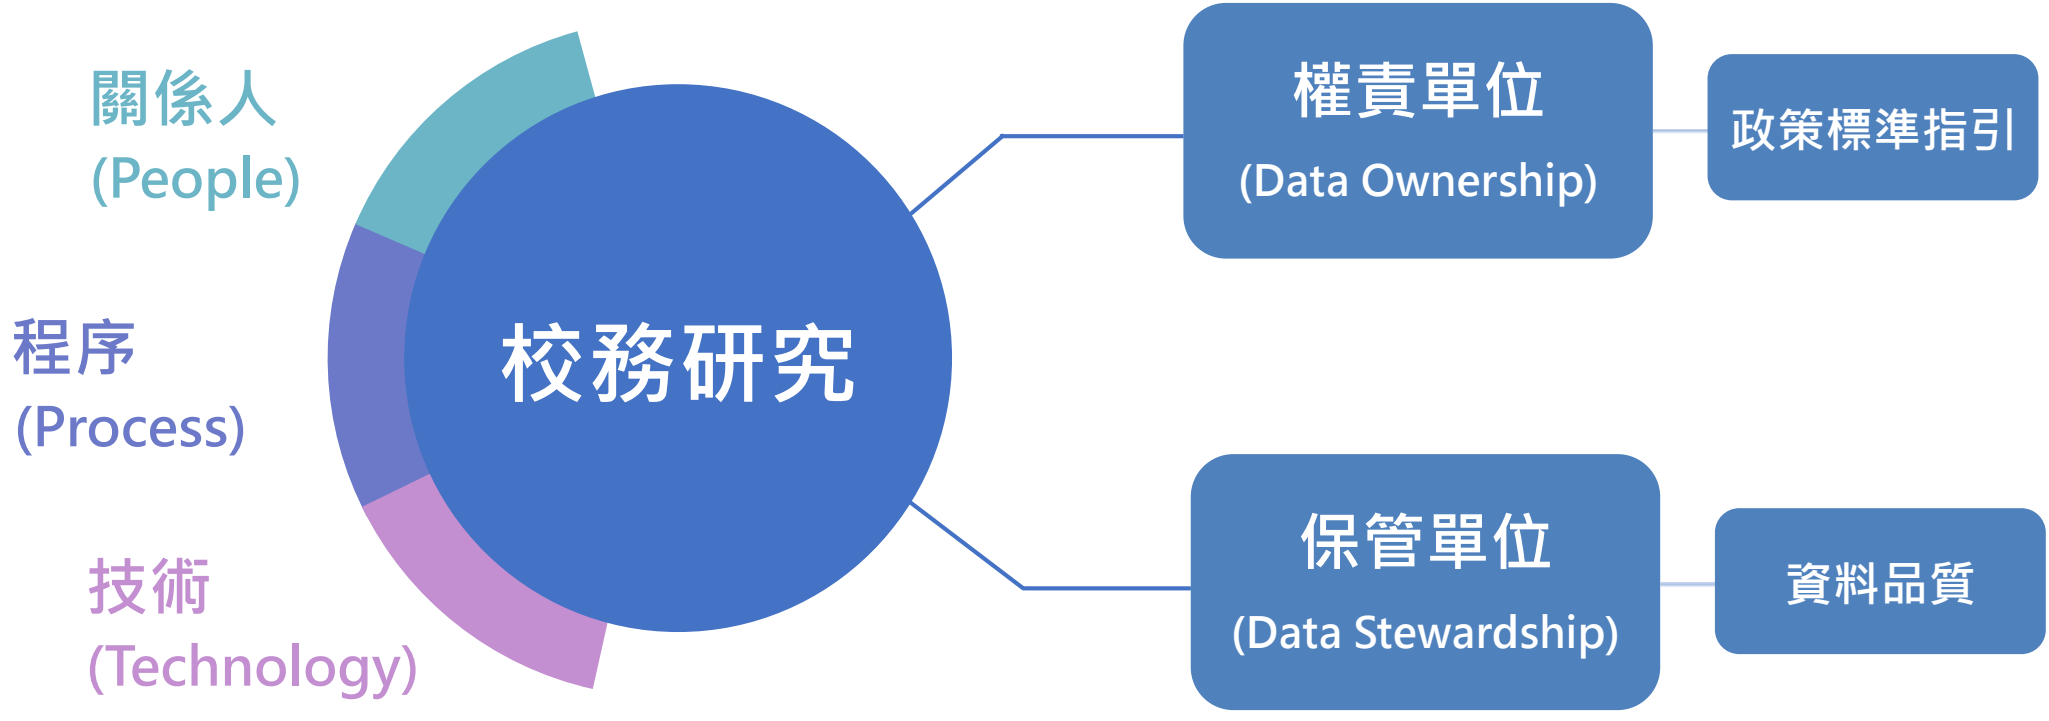 關係人
(People)
程序
(Process)
技術
(Technology)
校務研究
權責單位
(Data Ownership)
政策標準指引
保管單位
(Data Stewardship)
資料品質